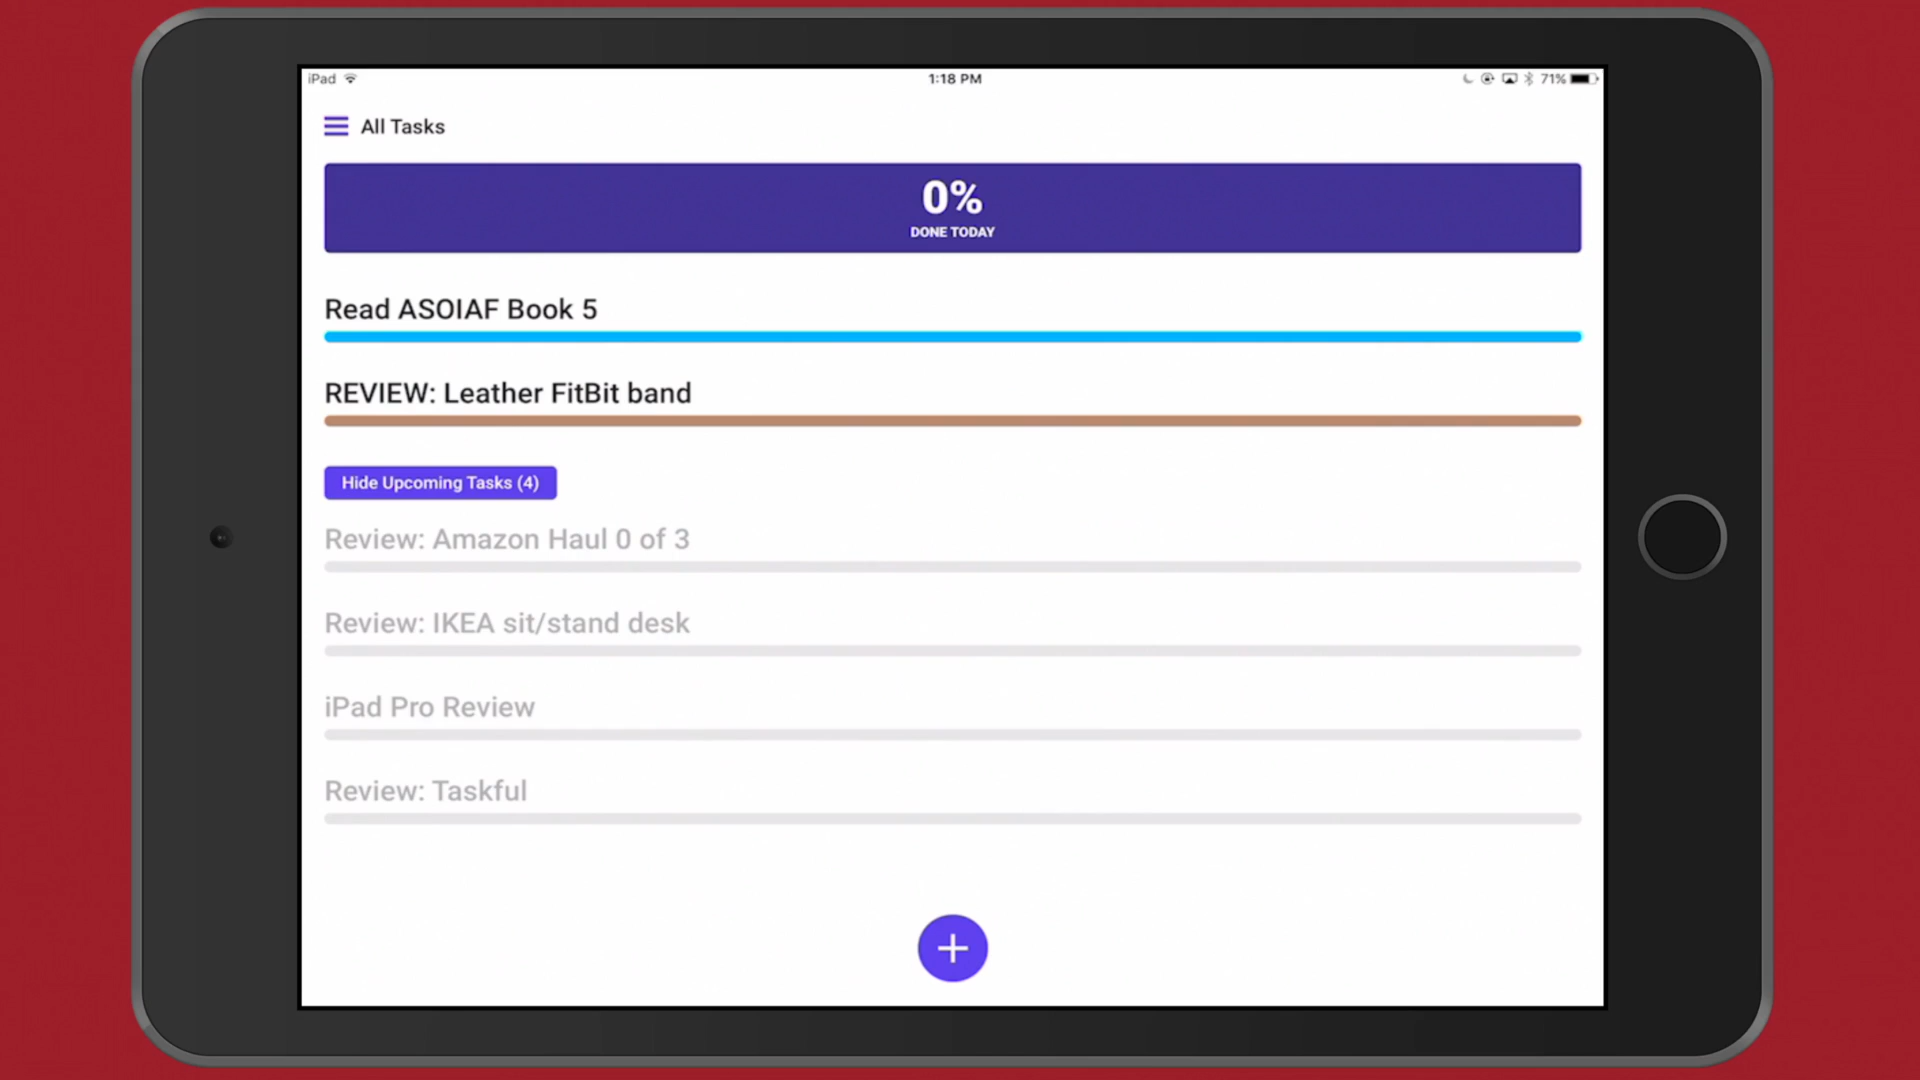 iPad
1:18 PM
71%
All Tasks
0%
DONE TODAY
Read ASOIAF Book 5
REVIEW: Leather FitBit band
Hide Upcoming Tasks (4)
Review: Amazon Haul 0 of 3
Review: IKEA sit/stand desk
iPad Pro Review
Review: Taskful